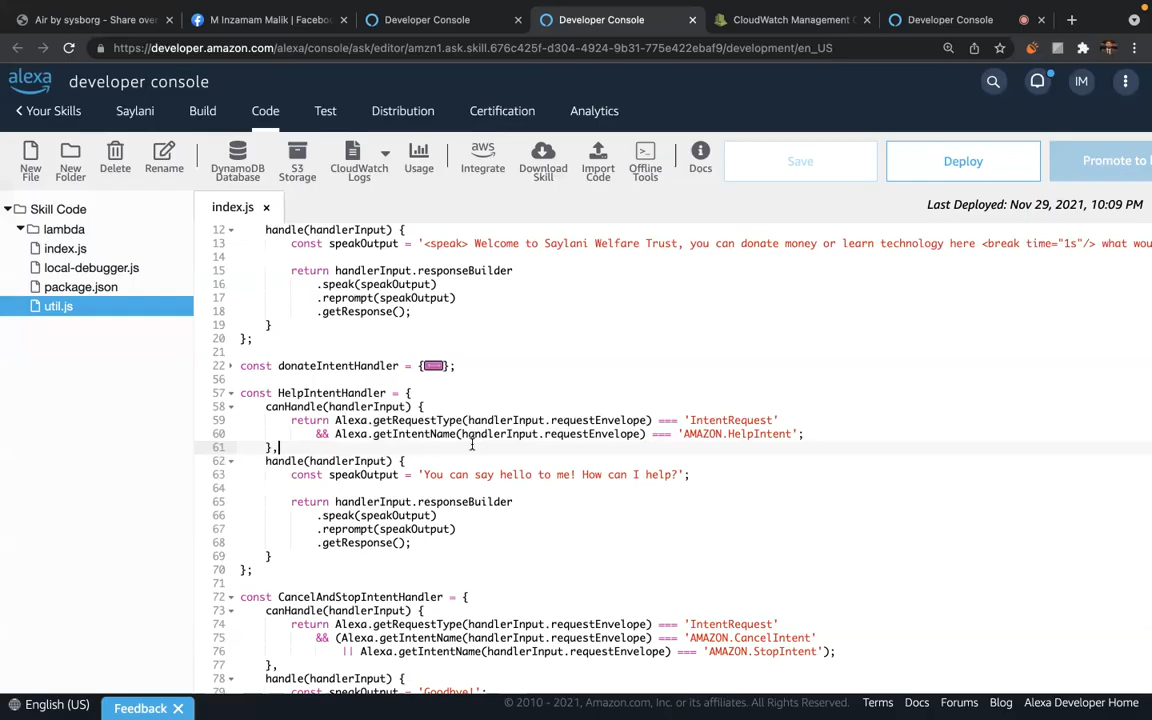 Air by sysborg - Share over
M Inzamam Malik | Facebo
Developer Console
Developer Console
CloudWatch Management C
Developer Console
https://developer.amazon.com/alexa/console/ask/editor/amzn1.ask.skill.676c425f-d304-4924-9b31-775e422ebaf9/development/en_US
alexa developer console
IM
Your Skills Saylani Build Code Test Distribution Certification Analytics
New File
New Folder
Delete
Rename
DynamoDB Database
S3 Storage
CloudWatch Logs
Usage
aws
Integrate
Download Skill
Import Code
Offline Tools
Docs
Save
Deploy
Promote to l
Skill Code
lambda
index.js
local-debugger.js
package.json
util.js
index.js ×
Last Deployed: Nov 29, 2021, 10:09 PM
12 handle(handlerInput) {
13 const speakOutput = '<speak> Welcome to Saylani Welfare Trust, you can donate money or learn technology here <break time="1s"/> what wou
14
15 return handlerInput.responseBuilder
16 .speak(speakOutput)
17 .reprompt(speakOutput)
18 .getResponse();
19 }
20 };
21
22 const donateIntentHandler = {};
56
57 const HelpIntentHandler = {
58 canHandle(handlerInput) {
59 return Alexa.getRequestType(handlerInput.requestEnvelope) === 'IntentRequest'
60 && Alexa.getIntentName(handlerInput.requestEnvelope) === 'AMAZON.HelpIntent';
61 },
62 handle(handlerInput) {
63 const speakOutput = 'You can say hello to me! How can I help?';
64
65 return handlerInput.responseBuilder
66 .speak(speakOutput)
67 .reprompt(speakOutput)
68 .getResponse();
69 }
70 };
71
72 const CancelAndStopIntentHandler = {
73 canHandle(handlerInput) {
74 return Alexa.getRequestType(handlerInput.requestEnvelope) === 'IntentRequest'
75 && (Alexa.getIntentName(handlerInput.requestEnvelope) === 'AMAZON.CancelIntent'
76 || Alexa.getIntentName(handlerInput.requestEnvelope) === 'AMAZON.StopIntent');
77 },
78 handle(handlerInput) {
79 const speakOutput = 'Goodbye!';
English (US)
Feedback ×
© 2010 - 2021, Amazon.com, Inc. or its affiliates. All Rights Reserved. Terms Docs Forums Blog Alexa Developer Home